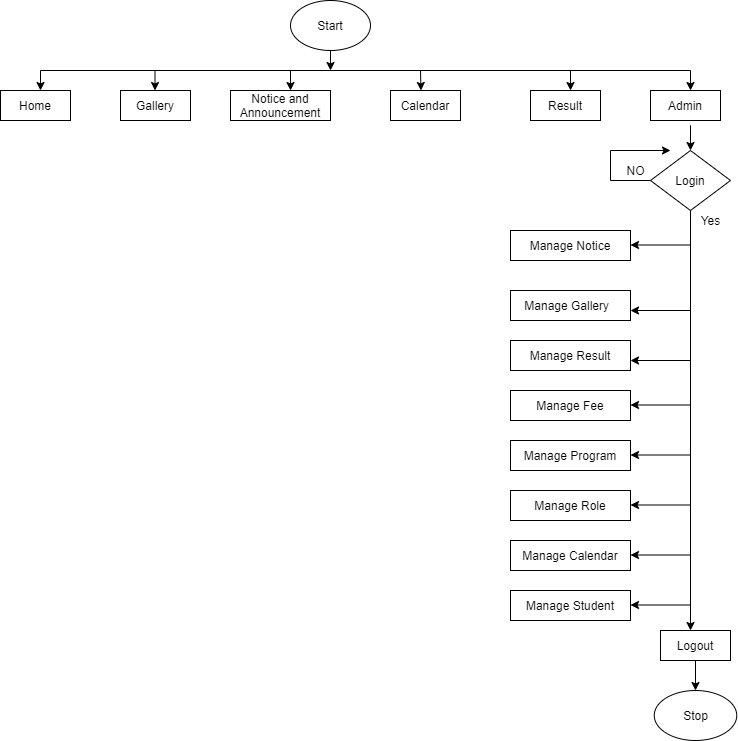 Start
Home
Gallery
Notice and
Announcement
Calendar
Result
Admin
NO
Login
Yes
Manage Notice
Manage Gallery
Manage Result
Manage Fee
Manage Program
Manage Role
Manage Calendar
Manage Student
Logout
Stop